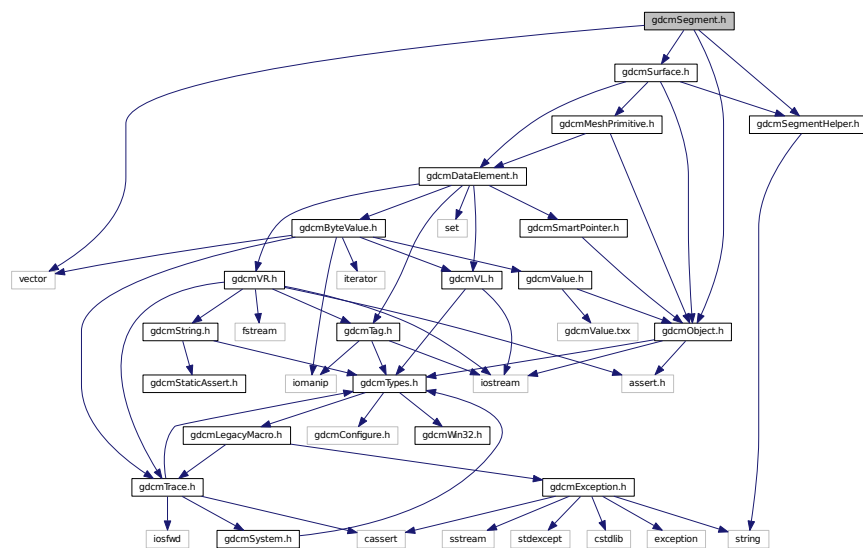 gdcmSegment.h
gdcmSurface.h
gdcmMeshPrimitive.h
gdcmSegmentHelper.h
gdcmDataElement.h
gdcmByteValue.h
set
gdcmSmartPointer.h
vector
gdcmVR.h
iterator
gdcmVL.h
gdcmValue.h
gdcmString.h
fstream
gdcmTag.h
gdcmValue.txx
gdcmObject.h
gdcmStaticAssert.h
iomanip
gdcmTypes.h
iostream
assert.h
gdcmLegacyMacro.h
gdcmConfigure.h
gdcmWin32.h
gdcmTrace.h
gdcmException.h
iosfwd
gdcmSystem.h
cassert
sstream
stdexcept
cstdlib
exception
string